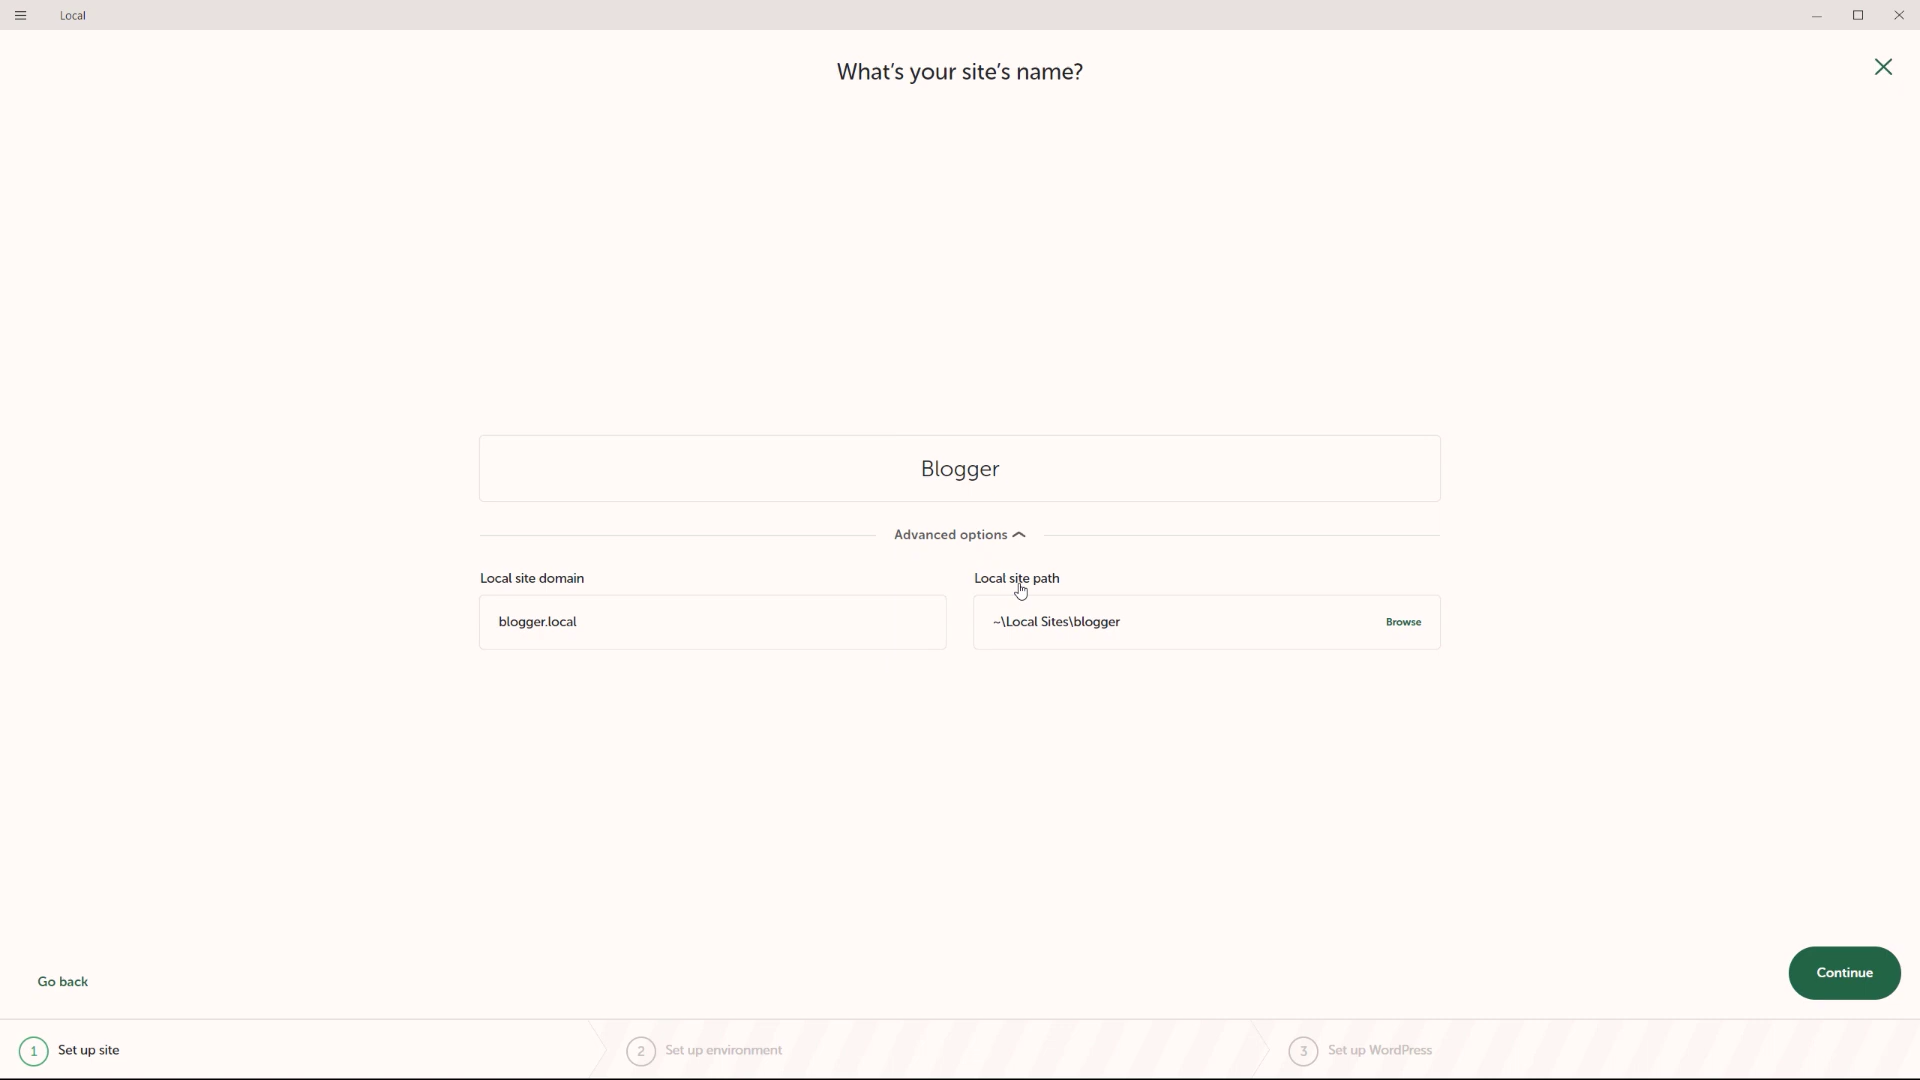 Local
What's your site's name?
Blogger
Advanced options
Local site domain
Local site path
blogger.local
~\Local Sites\blogger
Browse
Go back
Continue
1 Set up site
2 Set up environment
3 Set up WordPress